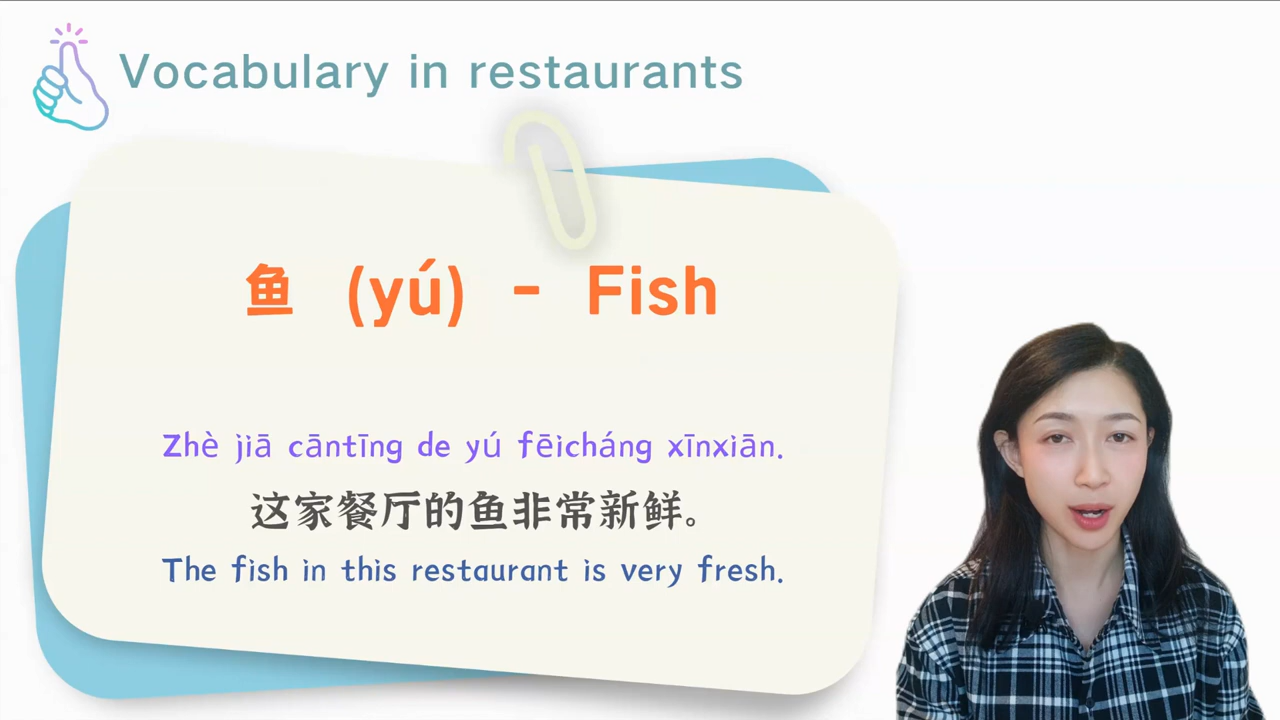 Vocabulary in restaurants
鱼 (yú) - Fish
Zhè jiā cāntīng de yú fēicháng xīnxiān.
这家餐厅的鱼非常新鲜。
The fish in this restaurant is very fresh.